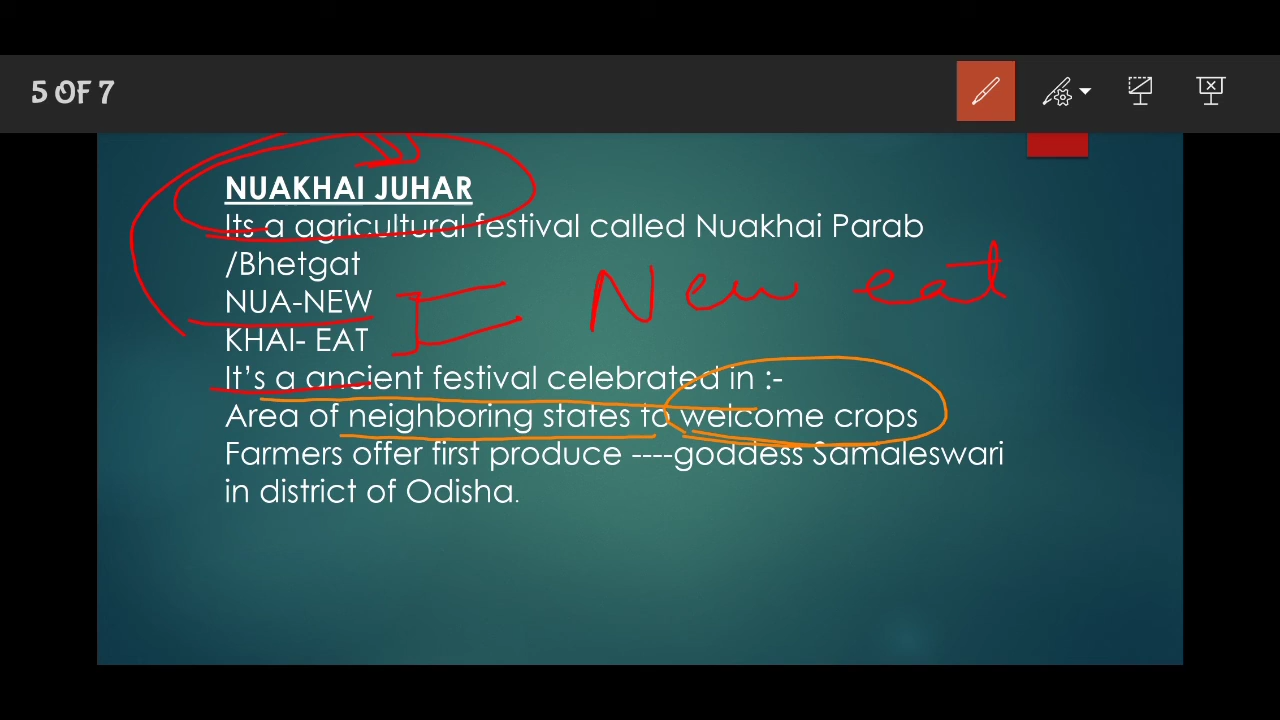 5 OF 7
NUAKHAI JUHAR
Its a agricultural festival called Nuakhai Parab
/Bhetgat
NUA-NEW
KHAI- EAT
New eat
It's a ancient festival celebrated in :-
Area of neighboring states to welcome crops
Farmers offer first produce ----goddess Samaleswari
in district of Odisha.